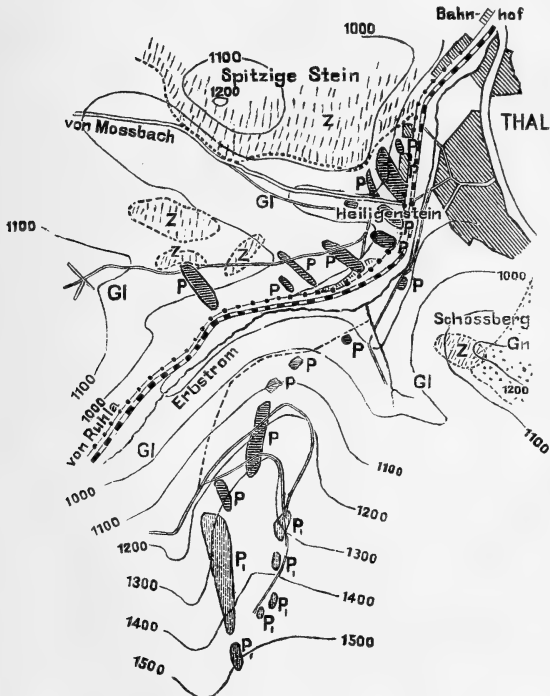 Bahn-hof
1000
1100
Spitzige Stein
1200
Z
THAL
von Mossbach
P
P
P
Gl
P
Heiligenstein
P
Z
1100
Z
Z
P
P
P
1000
Gl
P
P
P
Schossberg
Gn
Z
1100
P
Gl
1200
1000
Erbstrom
P
1100
von Ruhla
P
Gl
1000
1100
P
1100
1200
P
1200
1300
1300
P₁
P₁
P₁
1400
1400
P₁
P₁
1500
P₁
1500